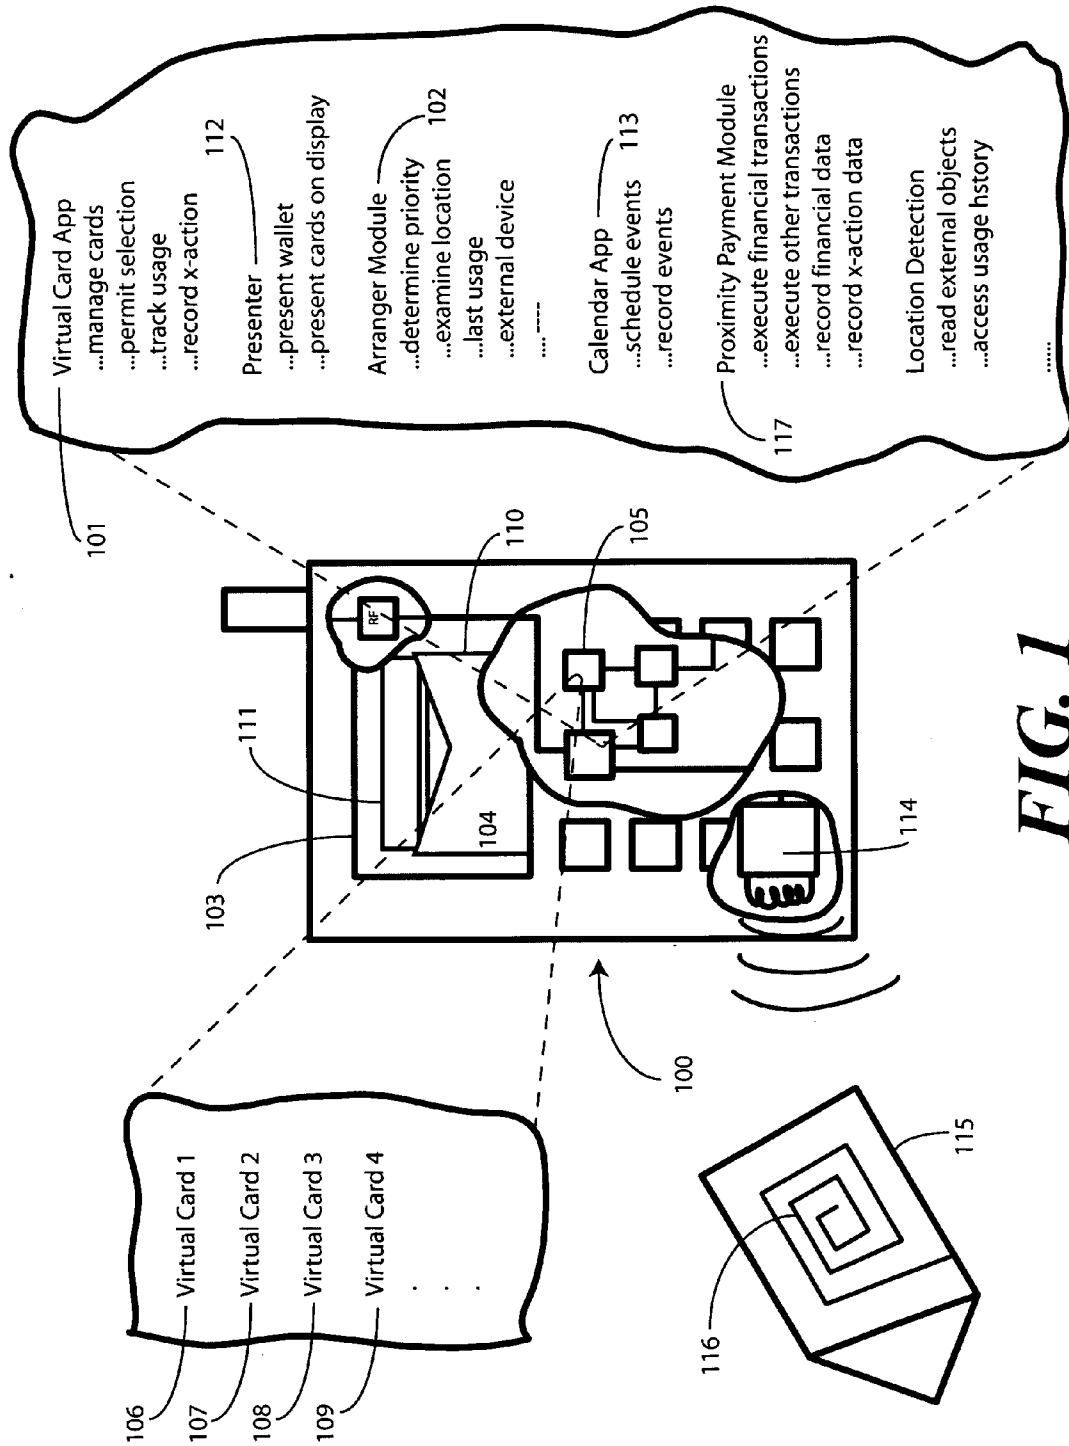 106
Virtual Card 1
107
Virtual Card 2
108
Virtual Card 3
109
Virtual Card 4
. . .
103
111
104
RF
110
105
114
100
115
116
101
Virtual Card App
...manage cards
...permit selection
...track usage
...record x-action
112
Presenter
...present wallet
...present cards on display
Arranger Module
102
...determine priority
...examine location
...last usage
...external device
.... ----
Calendar App
113
...schedule events
...record events
117
Proximity Payment Module
...execute financial transactions
...execute other transactions
...record financial data
...record x-action data
Location Detection
...read external objects
...access usage hstory
......
FIG. 1